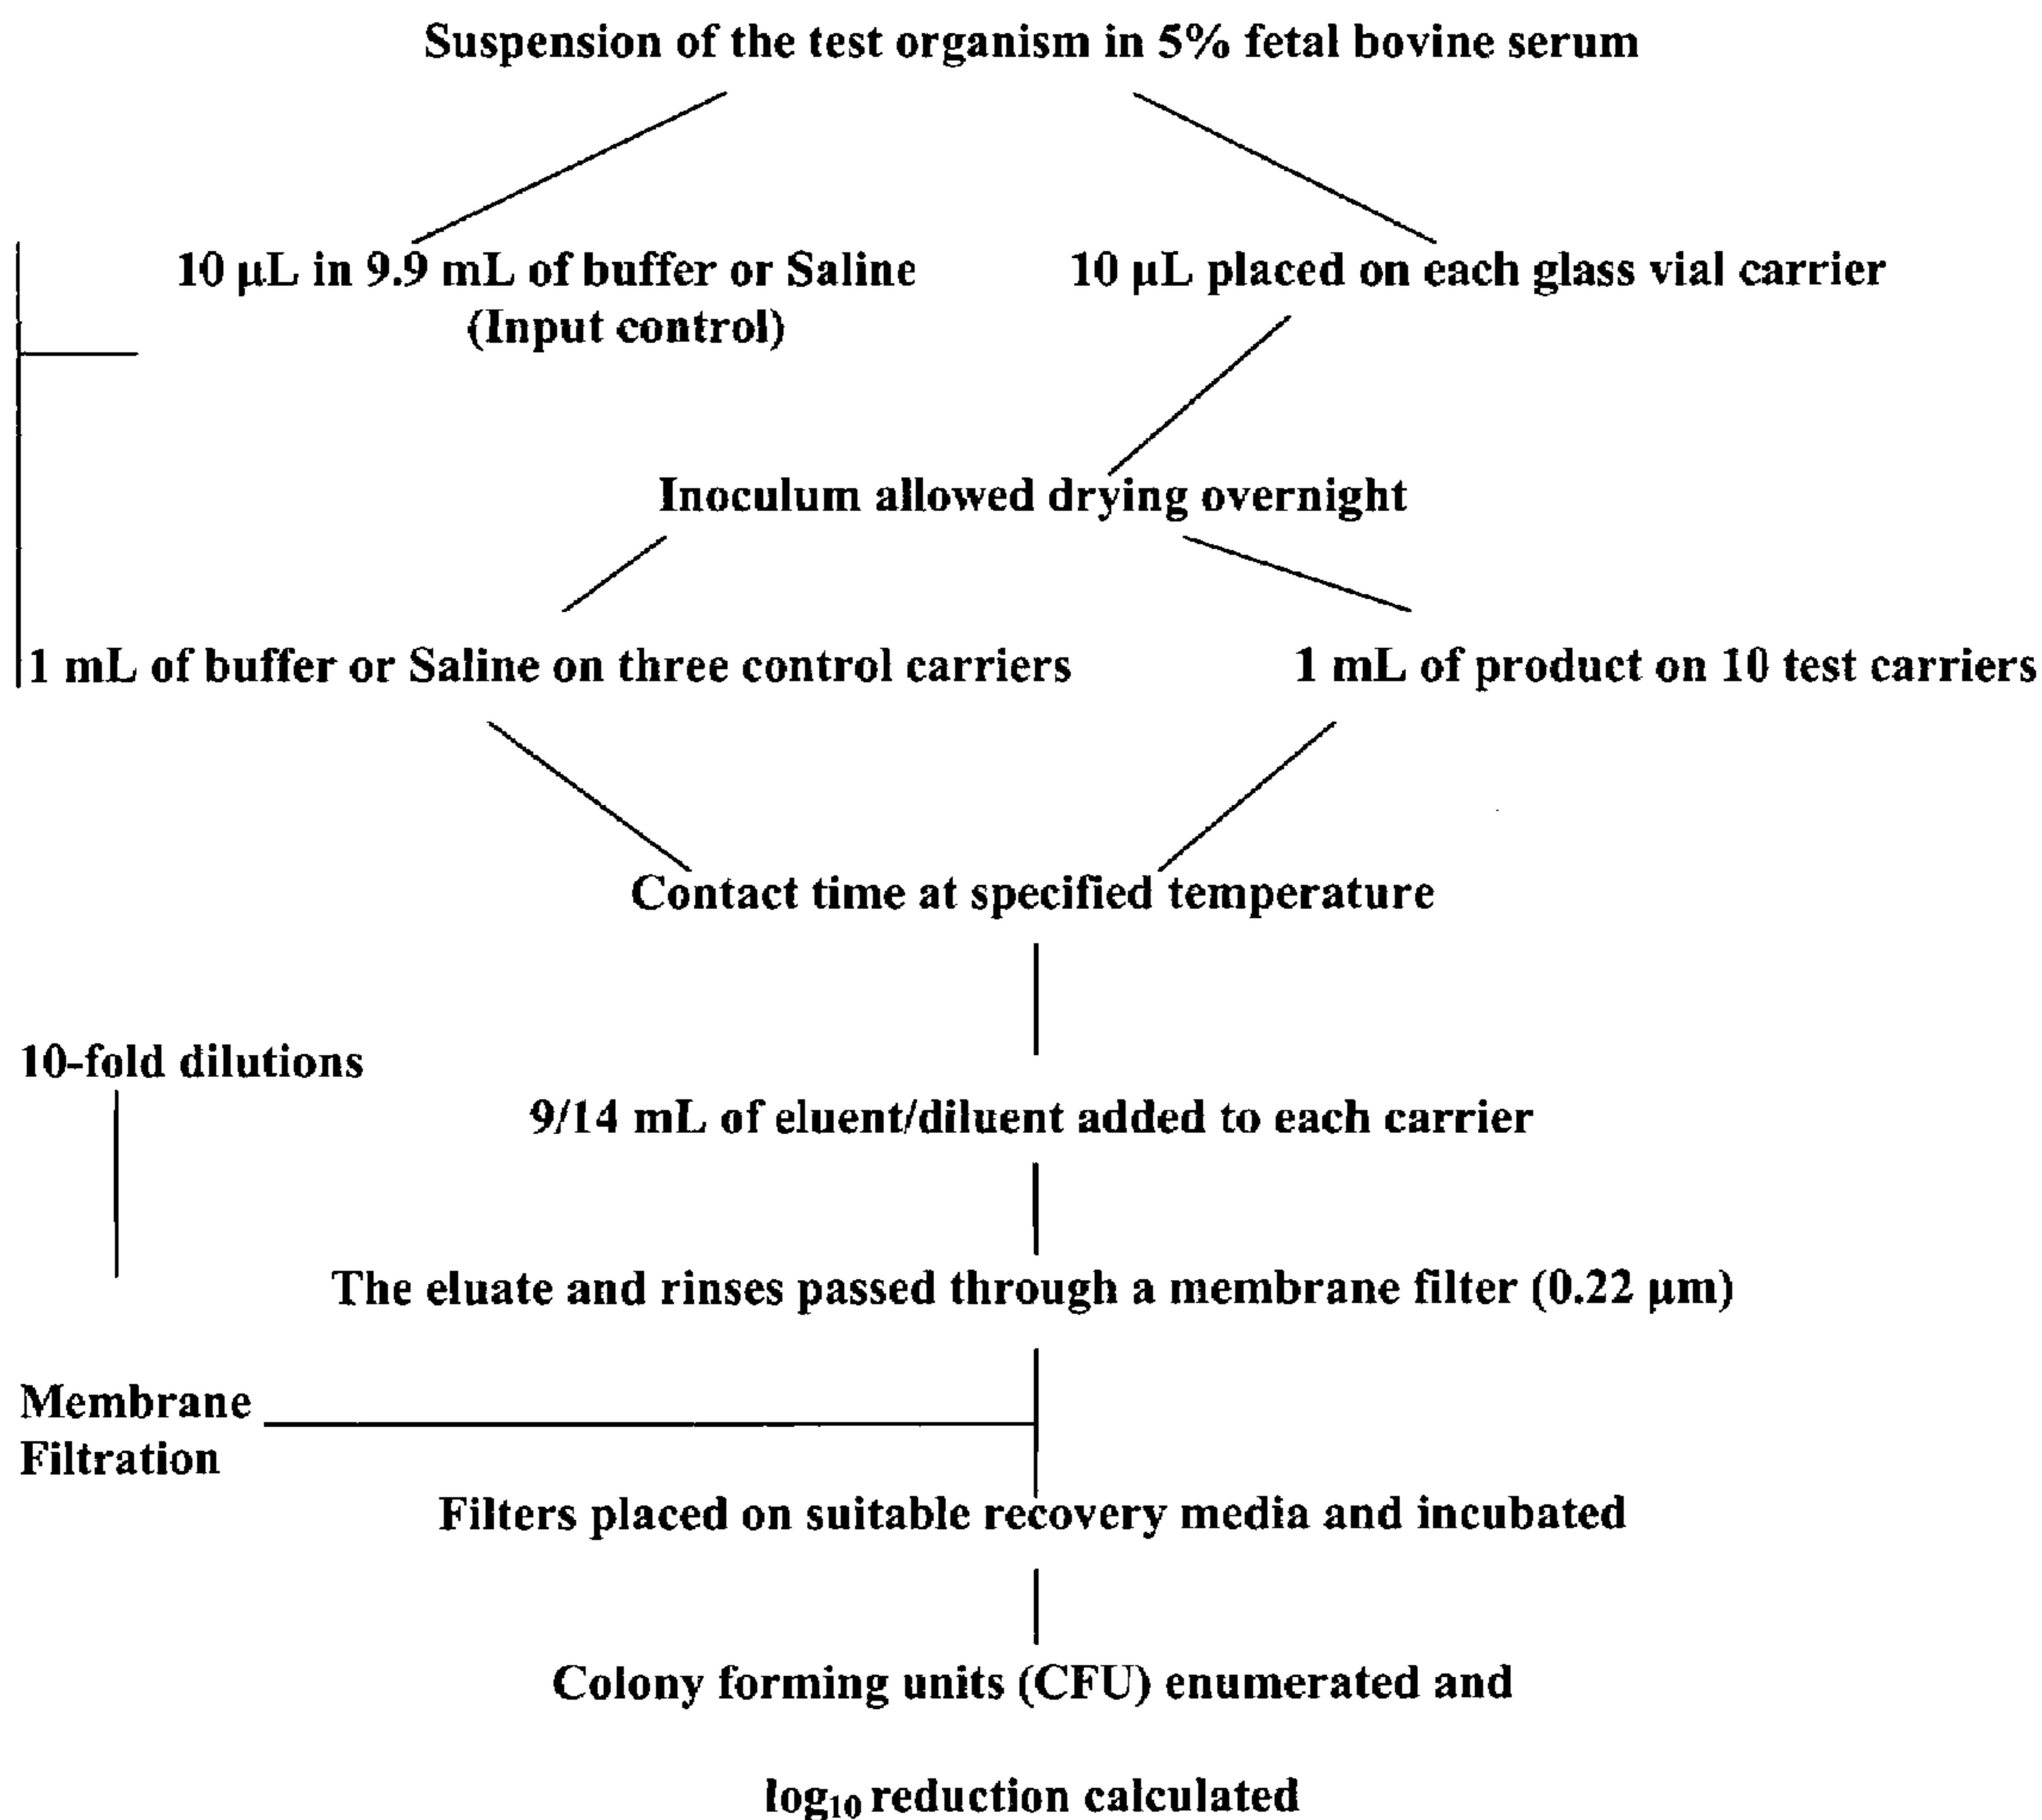 Suspension of the test organism in 5% fetal bovine serum
10 µL in 9.9 mL of buffer or Saline
(Input control)
10 µL placed on each glass vial carrier
Inoculum allowed drying overnight
1 mL of buffer or Saline on three control carriers
1 mL of product on 10 test carriers
Contact time at specified temperature
10-fold dilutions
9/14 mL of eluent/diluent added to each carrier
The eluate and rinses passed through a membrane filter (0.22 µm)
Membrane
Filtration
Filters placed on suitable recovery media and incubated
Colony forming units (CFU) enumerated and
log₁₀ reduction calculated